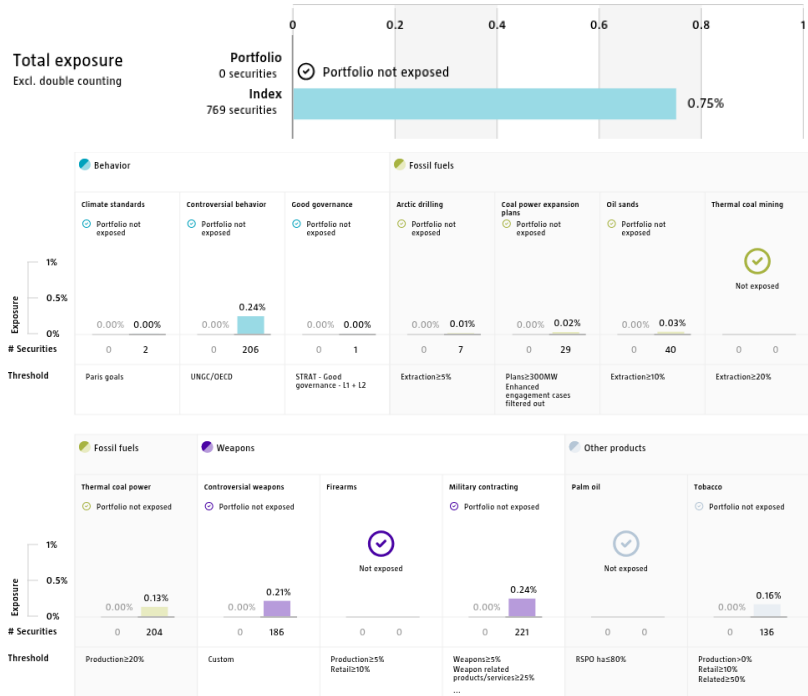 0 0.2 0.4 0.6 0.8 1
Total exposure
Excl. double counting
Portfolio
0 securities
Portfolio not exposed
Index
769 securities
0.75%
Behavior
Fossil fuels
Climate standards
Portfolio not
exposed
Controversial behavior
Portfolio not
exposed
Good governance
Portfolio not
exposed
Arctic drilling
Portfolio not
exposed
Coal power expansion
plans
Portfolio not
exposed
Oil sands
Portfolio not
exposed
Thermal coal mining
Not exposed
Exposure
1%
0.5%
0%
0.00% 0.00% 0.00% 0.24% 0.00% 0.00% 0.00% 0.01% 0.00% 0.02% 0.00% 0.03%
# Securities 0 2 0 206 0 1 0 7 0 29 0 40 0 0
Threshold
Paris goals
UNGC/OECD
STRAT - Good
governance - L1 + L2
Extraction≥5%
Plans≥300MW
Enhanced
engagement cases
filtered out
Extraction≥10%
Extraction≥20%
Fossil fuels
Weapons
Other products
Thermal coal power
Portfolio not exposed
Controversial weapons
Portfolio not exposed
Firearms
Not exposed
Military contracting
Portfolio not exposed
Palm oil
Not exposed
Tobacco
Portfolio not exposed
Exposure
1%
0.5%
0%
0.00% 0.13% 0.00% 0.21% 0.00% 0.24% 0.00% 0.16%
# Securities 0 204 0 186 0 0 0 221 0 0 0 136
Threshold
Production≥20%
Custom
Production≥5%
Retail≥10%
Weapons≥5%
Weapon related
products/services≥25%
...
RSPO ha≤80%
Production>0%
Retail≥10%
Related≥50%